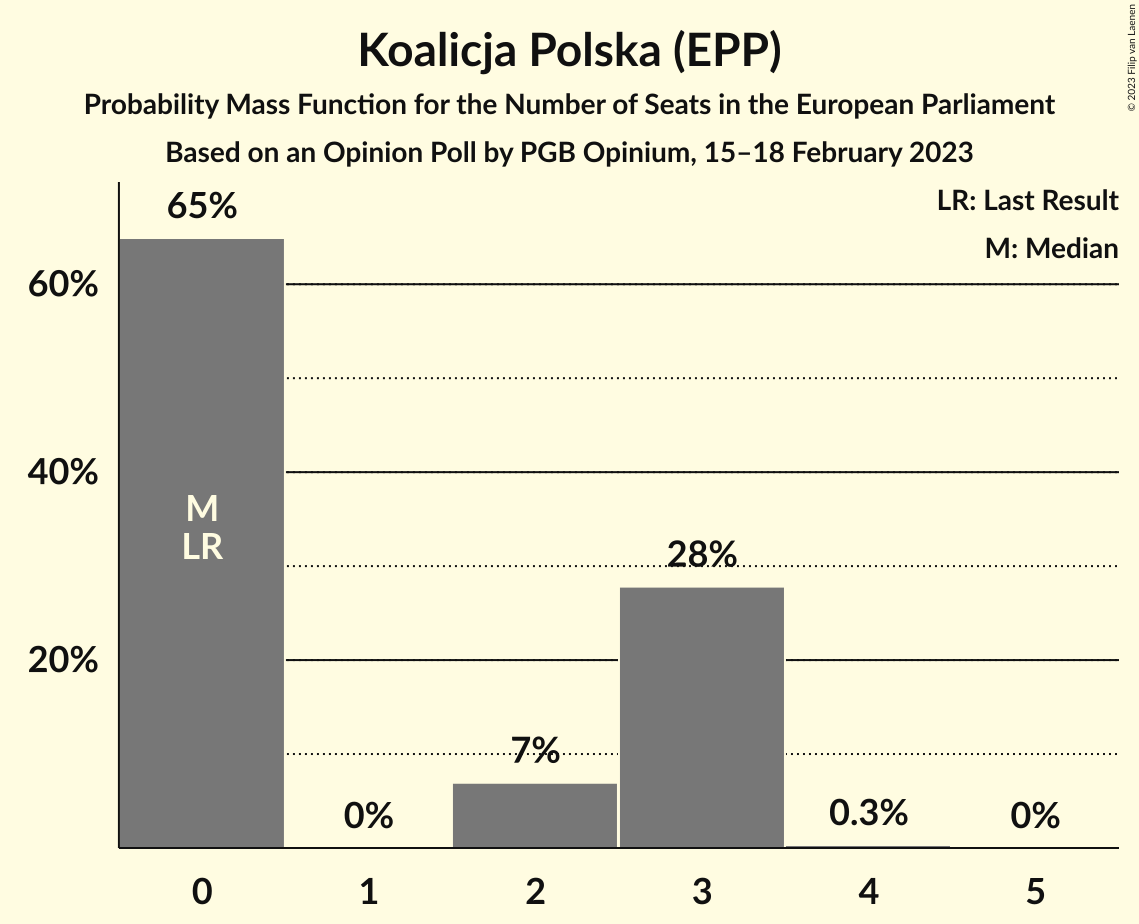 Koalicja Polska (EPP)
Probability Mass Function for the Number of Seats in the European Parliament
Based on an Opinion Poll by PGB Opinium, 15–18 February 2023
© 2023 Filip van Laenen
LR: Last Result
M: Median
65%
60%
40%
20%
M
LR
0%
7%
28%
0.3%
0%
0
1
2
3
4
5